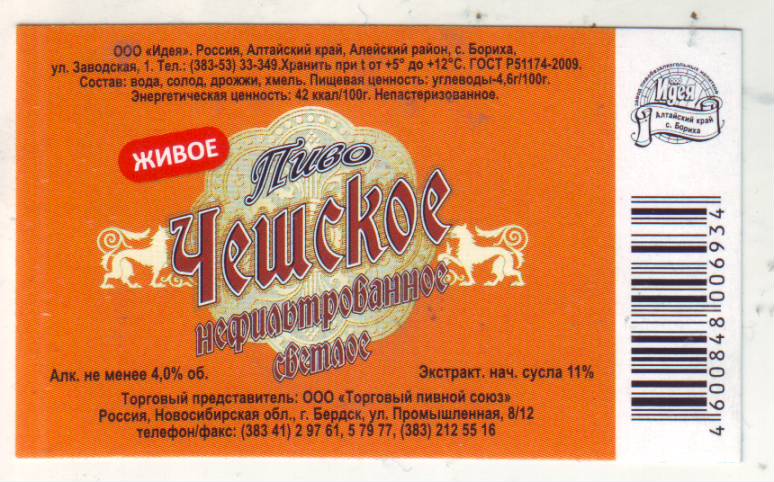 ООО «Идея». Россия, Алтайский край, Алейский район, с. Бориха,
ул. Заводская, 1. Тел.: (383-53) 33-349.Хранить при t от +5° до +12°С. ГОСТ Р51174-2009.
Состав: вода, солод, дрожжи, хмель. Пищевая ценность: углеводы-4,6г/100г.
Энергетическая ценность: 42 ккал/100г. Непастеризованное.
ЖИВОЕ
Пиво
Чешское
нефильтрованное
светлое
Алк. не менее 4,0% об.
Экстракт. нач. сусла 11%
Торговый представитель: ООО «Торговый пивной союз»
Россия, Новосибирская обл., г. Бердск, ул. Промышленная, 8/12
телефон/факс: (383 41) 2 97 61, 5 79 77, (383) 212 55 16
Идея
Алтайский край
с. Бориха
4 600848 006934